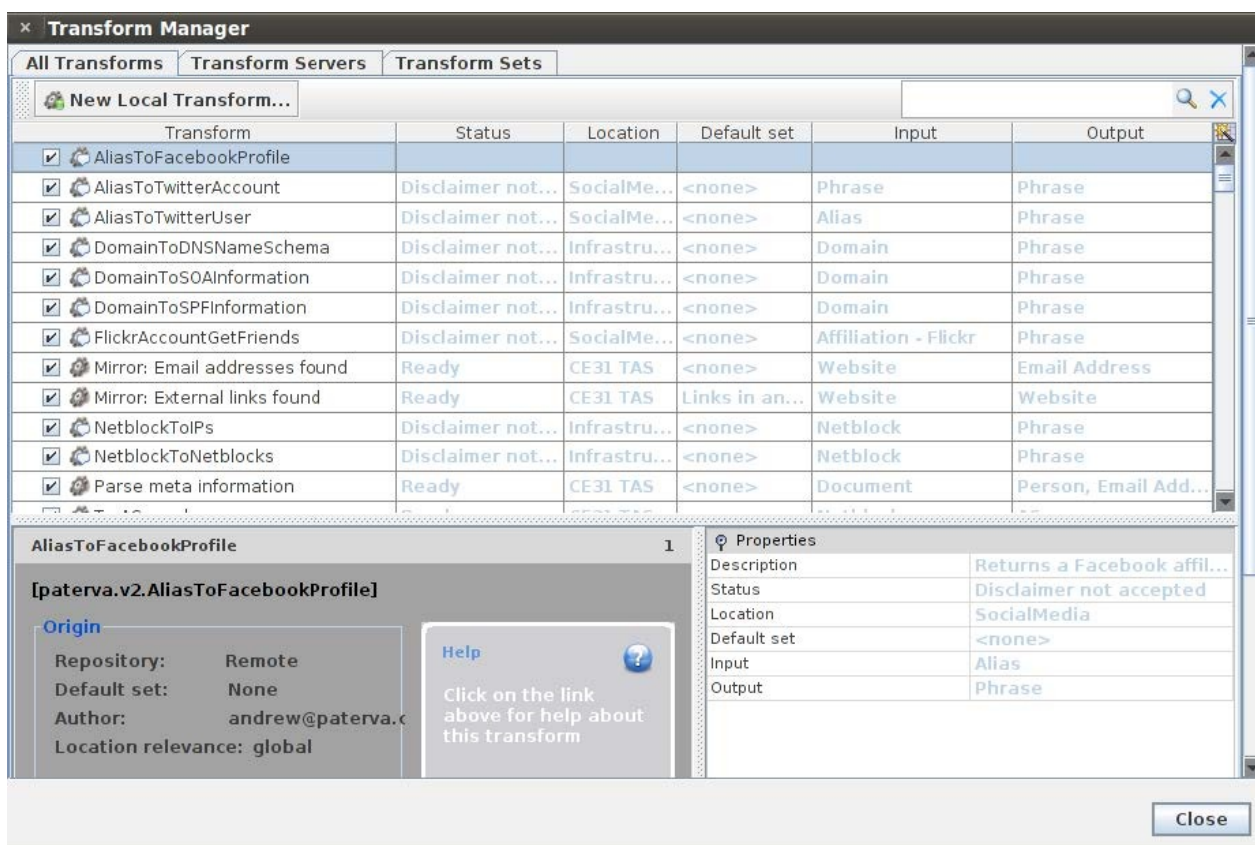 × Transform Manager
All Transforms Transform Servers Transform Sets
New Local Transform...
Transform Status Location Default set Input Output
AliasToFacebookProfile
AliasToTwitterAccount Disclaimer not... SocialMe... <none> Phrase Phrase
AliasToTwitterUser Disclaimer not... SocialMe... <none> Alias Phrase
DomainToDNSNameSchema Disclaimer not... Infrastru... <none> Domain Phrase
DomainToSOAInformation Disclaimer not... Infrastru... <none> Domain Phrase
DomainToSPFInformation Disclaimer not... Infrastru... <none> Domain Phrase
FlickrAccountGetFriends Disclaimer not... SocialMe... <none> Affiliation - Flickr Phrase
Mirror: Email addresses found Ready CE31 TAS <none> Website Email Address
Mirror: External links found Ready CE31 TAS Links in an... Website Website
NetblockToIPs Disclaimer not... Infrastru... <none> Netblock Phrase
NetblockToNetblocks Disclaimer not... Infrastru... <none> Netblock Phrase
Parse meta information Ready CE31 TAS <none> Document Person, Email Add...
AliasToFacebookProfile 1
[paterva.v2.AliasToFacebookProfile]
Origin
Repository: Remote
Default set: None
Author: andrew@paterva.c
Location relevance: global
Help
?
Click on the link
above for help about
this transform
Properties
Description Returns a Facebook affil...
Status Disclaimer not accepted
Location SocialMedia
Default set <none>
Input Alias
Output Phrase
Close